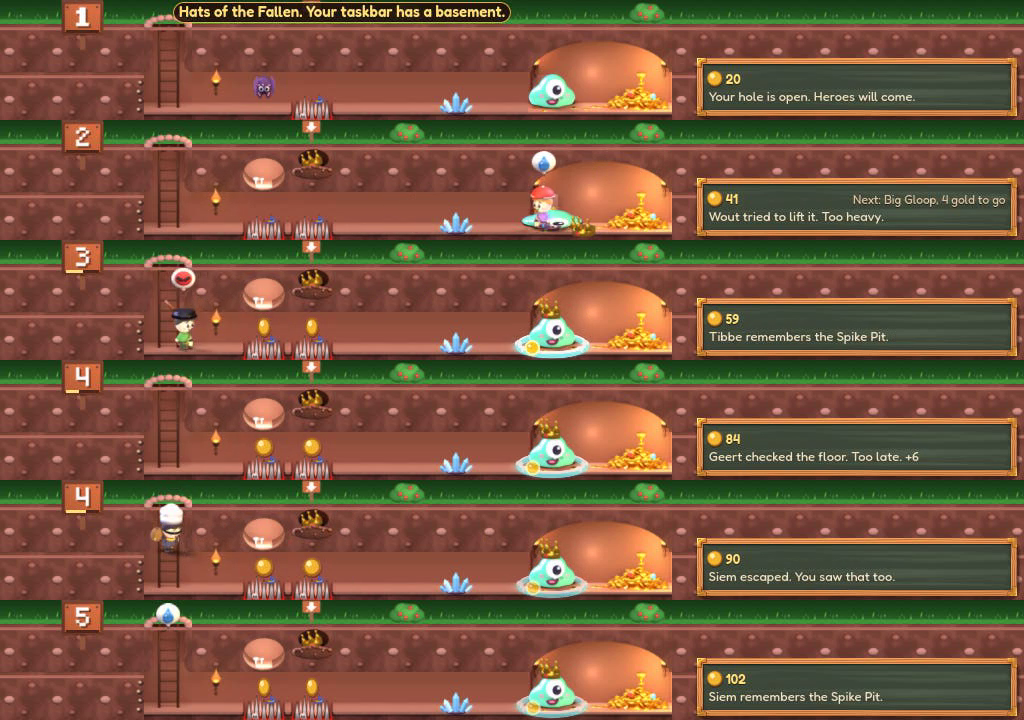 1
Hats of the Fallen. Your taskbar has a basement.
20
Your hole is open. Heroes will come.
2
41
Next: Big Gloop, 4 gold to go
Wout tried to lift it. Too heavy.
3
59
Tibbe remembers the Spike Pit.
4
84
Geert checked the floor. Too late. +6
4
90
Siem escaped. You saw that too.
5
102
Siem remembers the Spike Pit.